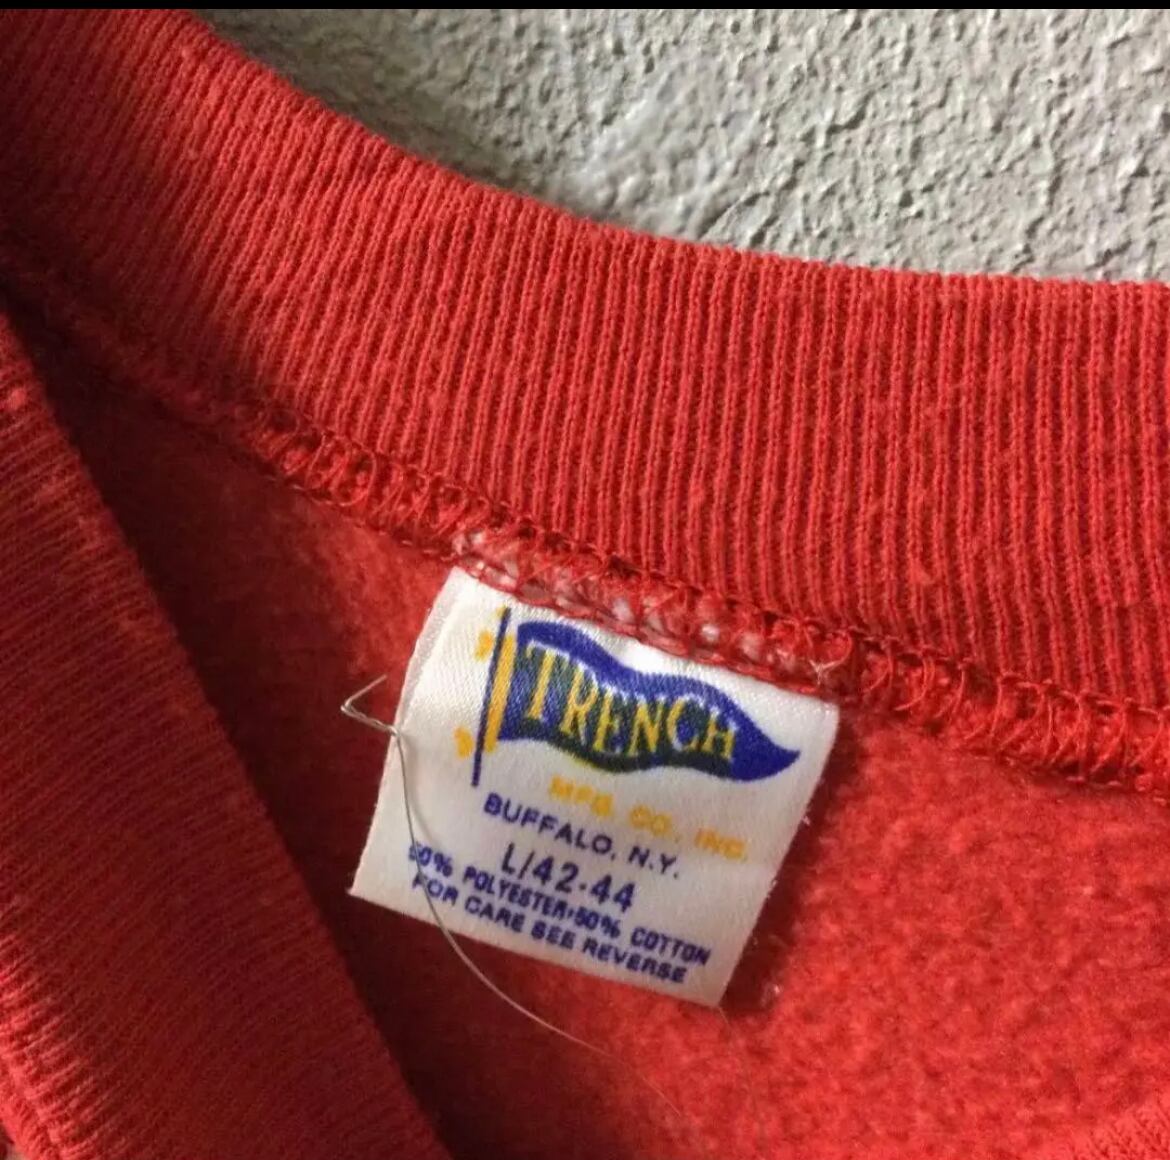 TRENCH
MFG. CO. INC.
BUFFALO, N.Y.
L/42-44
50% POLYESTER•50% COTTON
FOR CARE SEE REVERSE